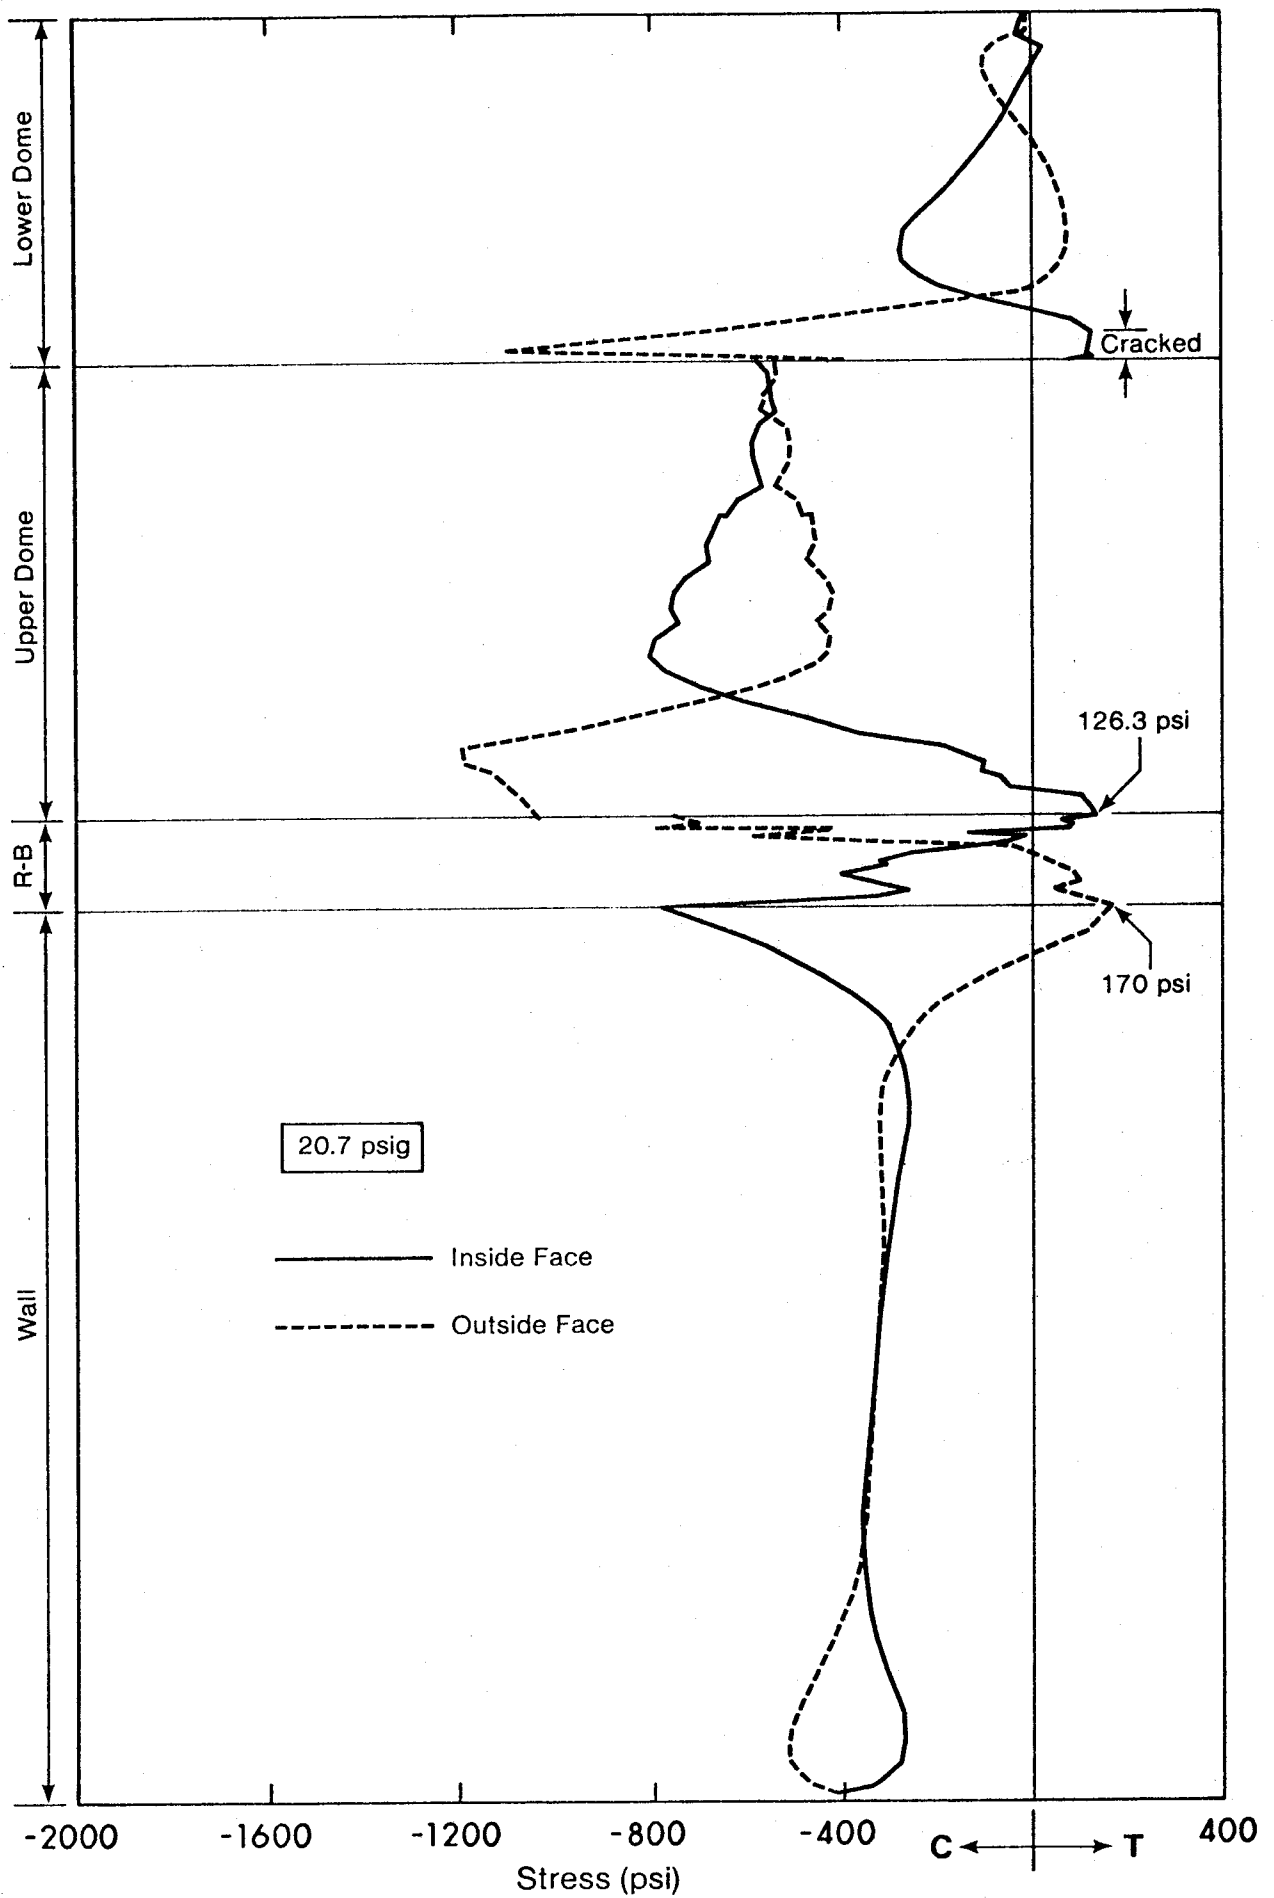 Lower Dome
Cracked
Upper Dome
126.3 psi
R-B
170 psi
20.7 psig
Inside Face
Outside Face
Wall
-2000 -1600 -1200 -800 -400 C T 400
Stress (psi)